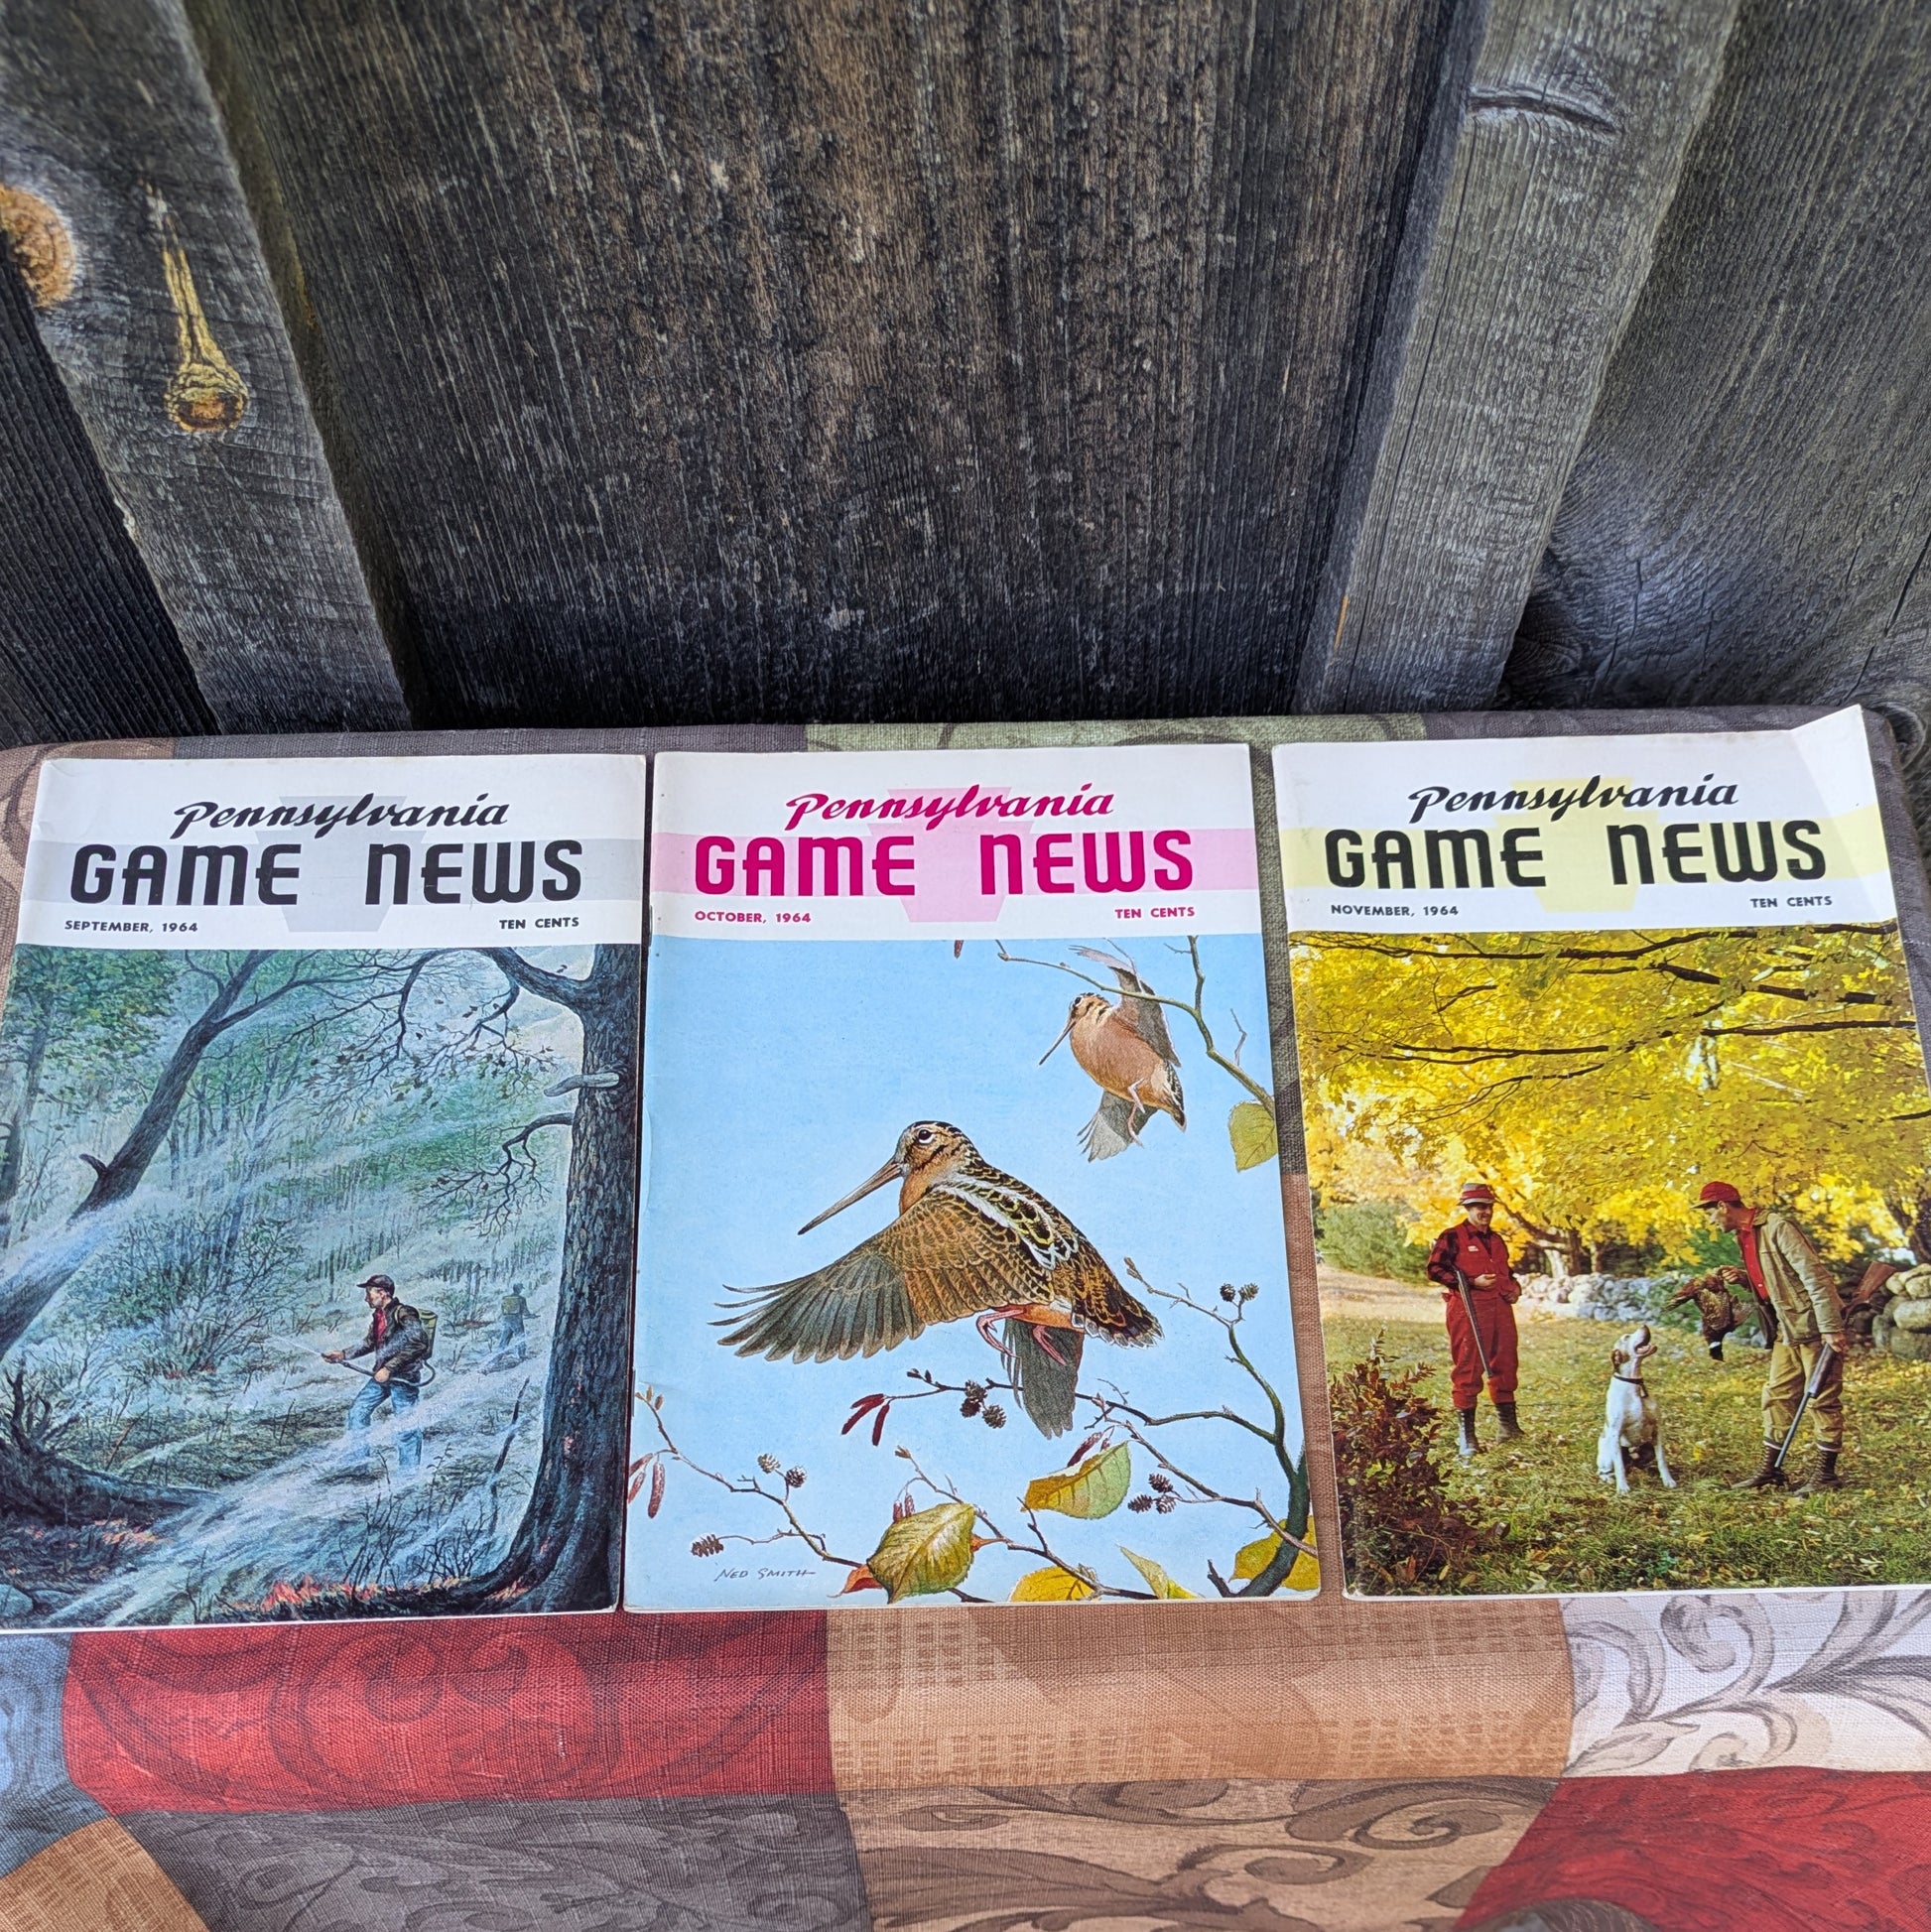 Pennsylvania
GAME NEWS
SEPTEMBER, 1964 TEN CENTS
Pennsylvania
GAME NEWS
OCTOBER, 1964 TEN CENTS
NED SMITH
Pennsylvania
GAME NEWS
NOVEMBER, 1964 TEN CENTS